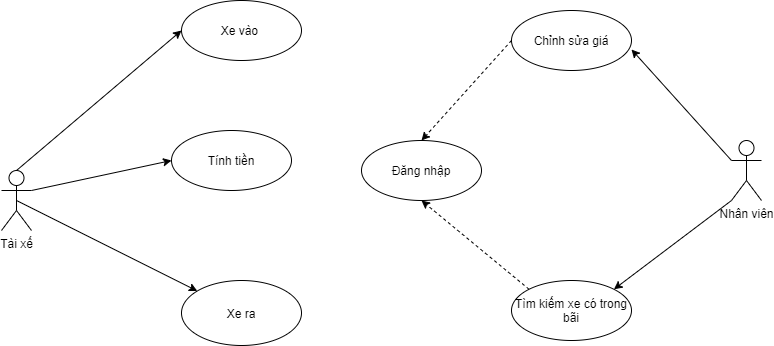 Xe vào
Chỉnh sửa giá
Tính tiền
Đăng nhập
Tài xế
Nhân viên
Xe ra
Tìm kiếm xe có trong
bãi